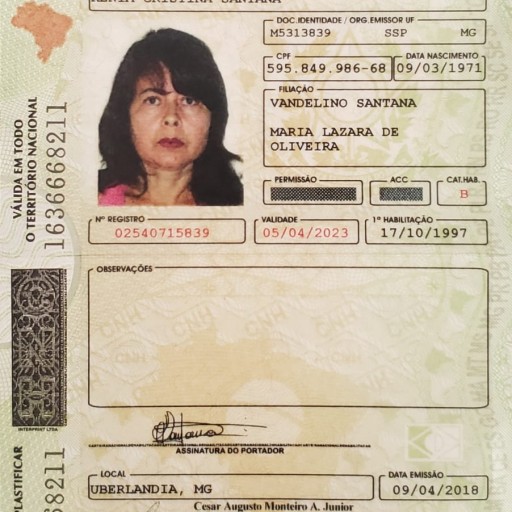 CRISTINA SANTANA
DOC. IDENTIDADE / ORG. EMISSOR UF
M5313839 SSP MG
CPF DATA NASCIMENTO
595.849.986-68 09/03/1971
FILIAÇÃO
VANDELINO SANTANA
MARIA LAZARA DE
OLIVEIRA
PERMISSÃO ACC CAT. HAB.
B
Nº REGISTRO VALIDADE 1ª HABILITAÇÃO
02540715839 05/04/2023 17/10/1997
VÁLIDA EM TODO
O TERRITÓRIO NACIONAL
1636668211
OBSERVAÇÕES
INTERPRINT LTDA
ASSINATURA DO PORTADOR
PLASTIFICAR
68211
LOCAL DATA EMISSÃO
UBERLANDIA, MG 09/04/2018
Cesar Augusto Monteiro A. Junior